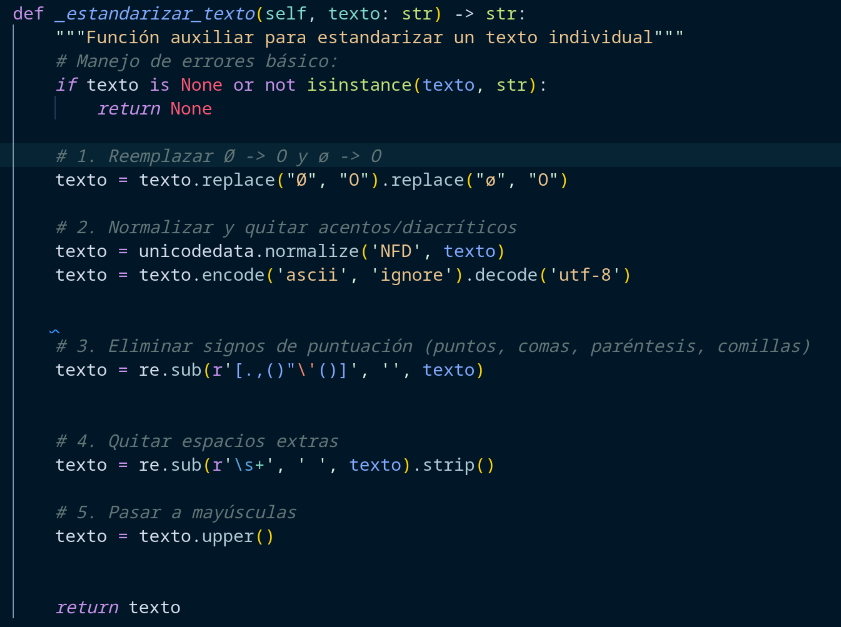 def _estandarizar_texto(self, texto: str) -> str:
"""Función auxiliar para estandarizar un texto individual"""
# Manejo de errores básico:
if texto is None or not isinstance(texto, str):
return None
# 1. Reemplazar Ø -> O y ø -> O
texto = texto.replace("Ø", "O").replace("ø", "O")
# 2. Normalizar y quitar acentos/diacríticos
texto = unicodedata.normalize('NFD', texto)
texto = texto.encode('ascii', 'ignore').decode('utf-8')
# 3. Eliminar signos de puntuación (puntos, comas, paréntesis, comillas)
texto = re.sub(r'[.,()"\'()]', '', texto)
# 4. Quitar espacios extras
texto = re.sub(r'\s+', ' ', texto).strip()
# 5. Pasar a mayúsculas
texto = texto.upper()
return texto